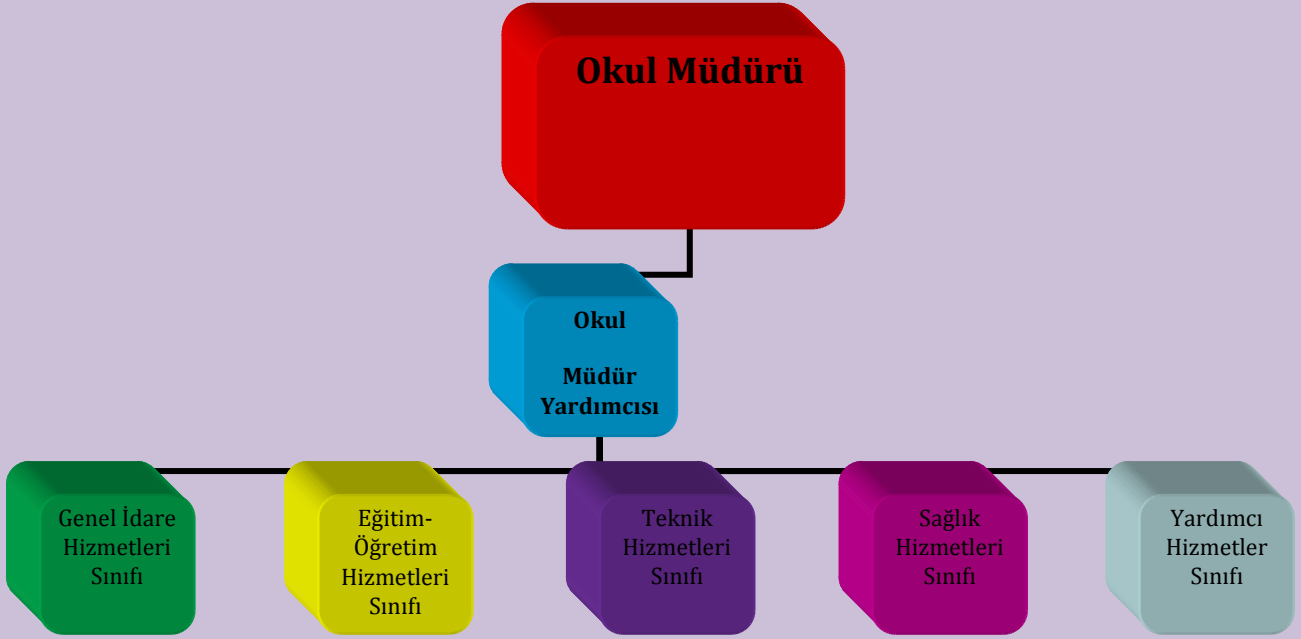 Okul Müdürü
Okul
Müdür
Yardımcısı
Genel İdare
Hizmetleri
Sınıfı
Eğitim-
Öğretim
Hizmetleri
Sınıfı
Teknik
Hizmetleri
Sınıfı
Sağlık
Hizmetleri
Sınıfı
Yardımcı
Hizmetler
Sınıfı